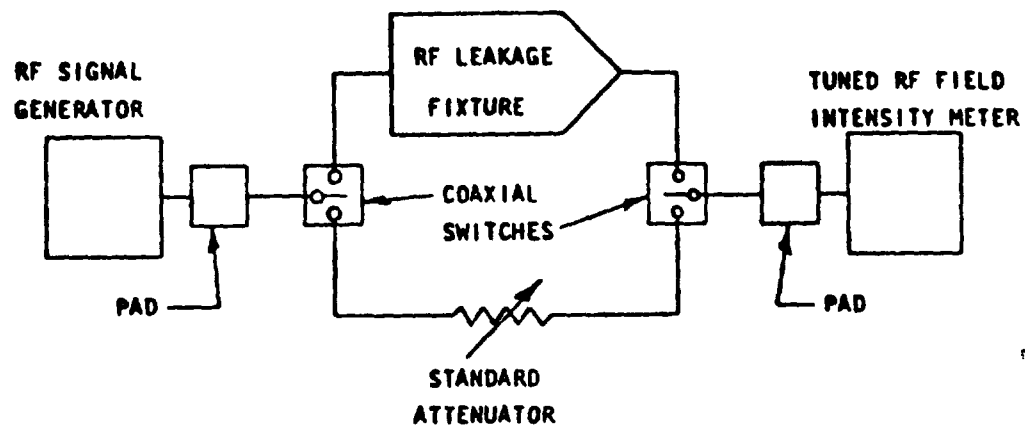 RF SIGNAL
GENERATOR
RF LEAKAGE
FIXTURE
TUNED RF FIELD
INTENSITY METER
COAXIAL
SWITCHES
PAD
PAD
STANDARD
ATTENUATOR